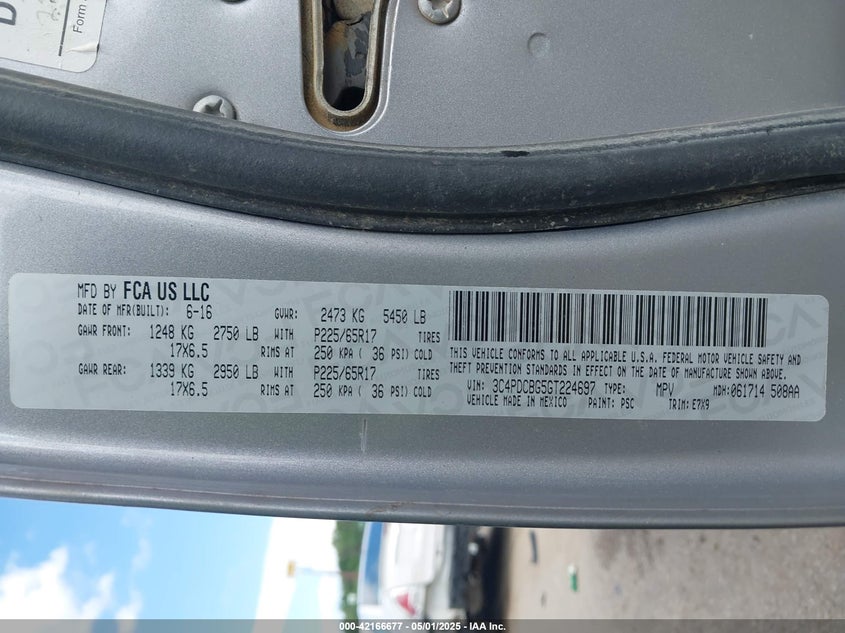 D
Form
MFD BY FCA US LLC
DATE OF MFR(BUILT): 6-16 GVWR: 2473 KG 5450 LB
GAWR FRONT: 1248 KG 2750 LB WITH P225/65R17 TIRES
17X6.5 RIMS AT 250 KPA ( 36 PSI) COLD
GAWR REAR: 1339 KG 2950 LB WITH P225/65R17 TIRES
17X6.5 RIMS AT 250 KPA ( 36 PSI) COLD
THIS VEHICLE CONFORMS TO ALL APPLICABLE U.S.A. FEDERAL MOTOR VEHICLE SAFETY AND
THEFT PREVENTION STANDARDS IN EFFECT ON THE DATE OF MANUFACTURE SHOWN ABOVE.
VIN: 3C4PDCBG5GT224697 TYPE: MPV MDH:061714 508AA
VEHICLE MADE IN MEXICO PAINT: PSC TRIM: E7X9
000-42166677 - 05/01/2025 - IAA Inc.